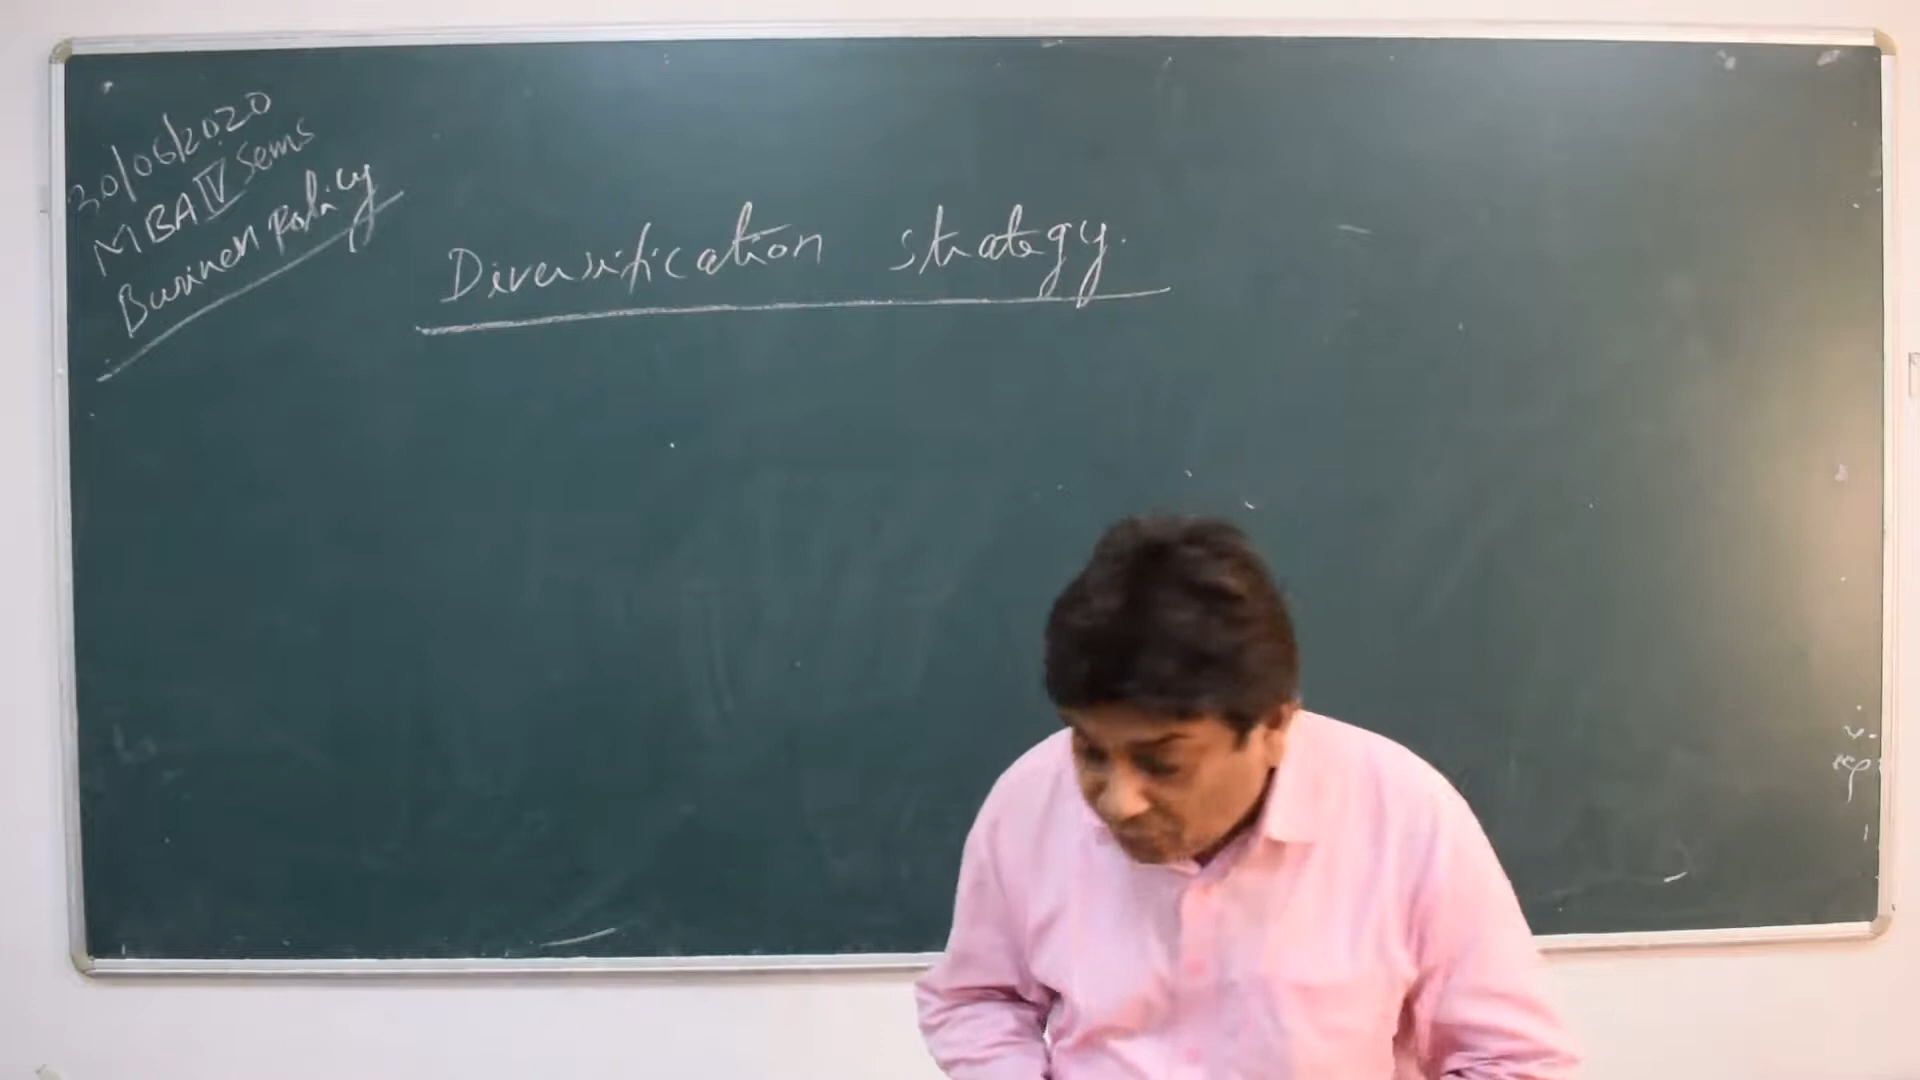 30/06/2020
MBA IV Sems
Business Policy
Diversification strategy.